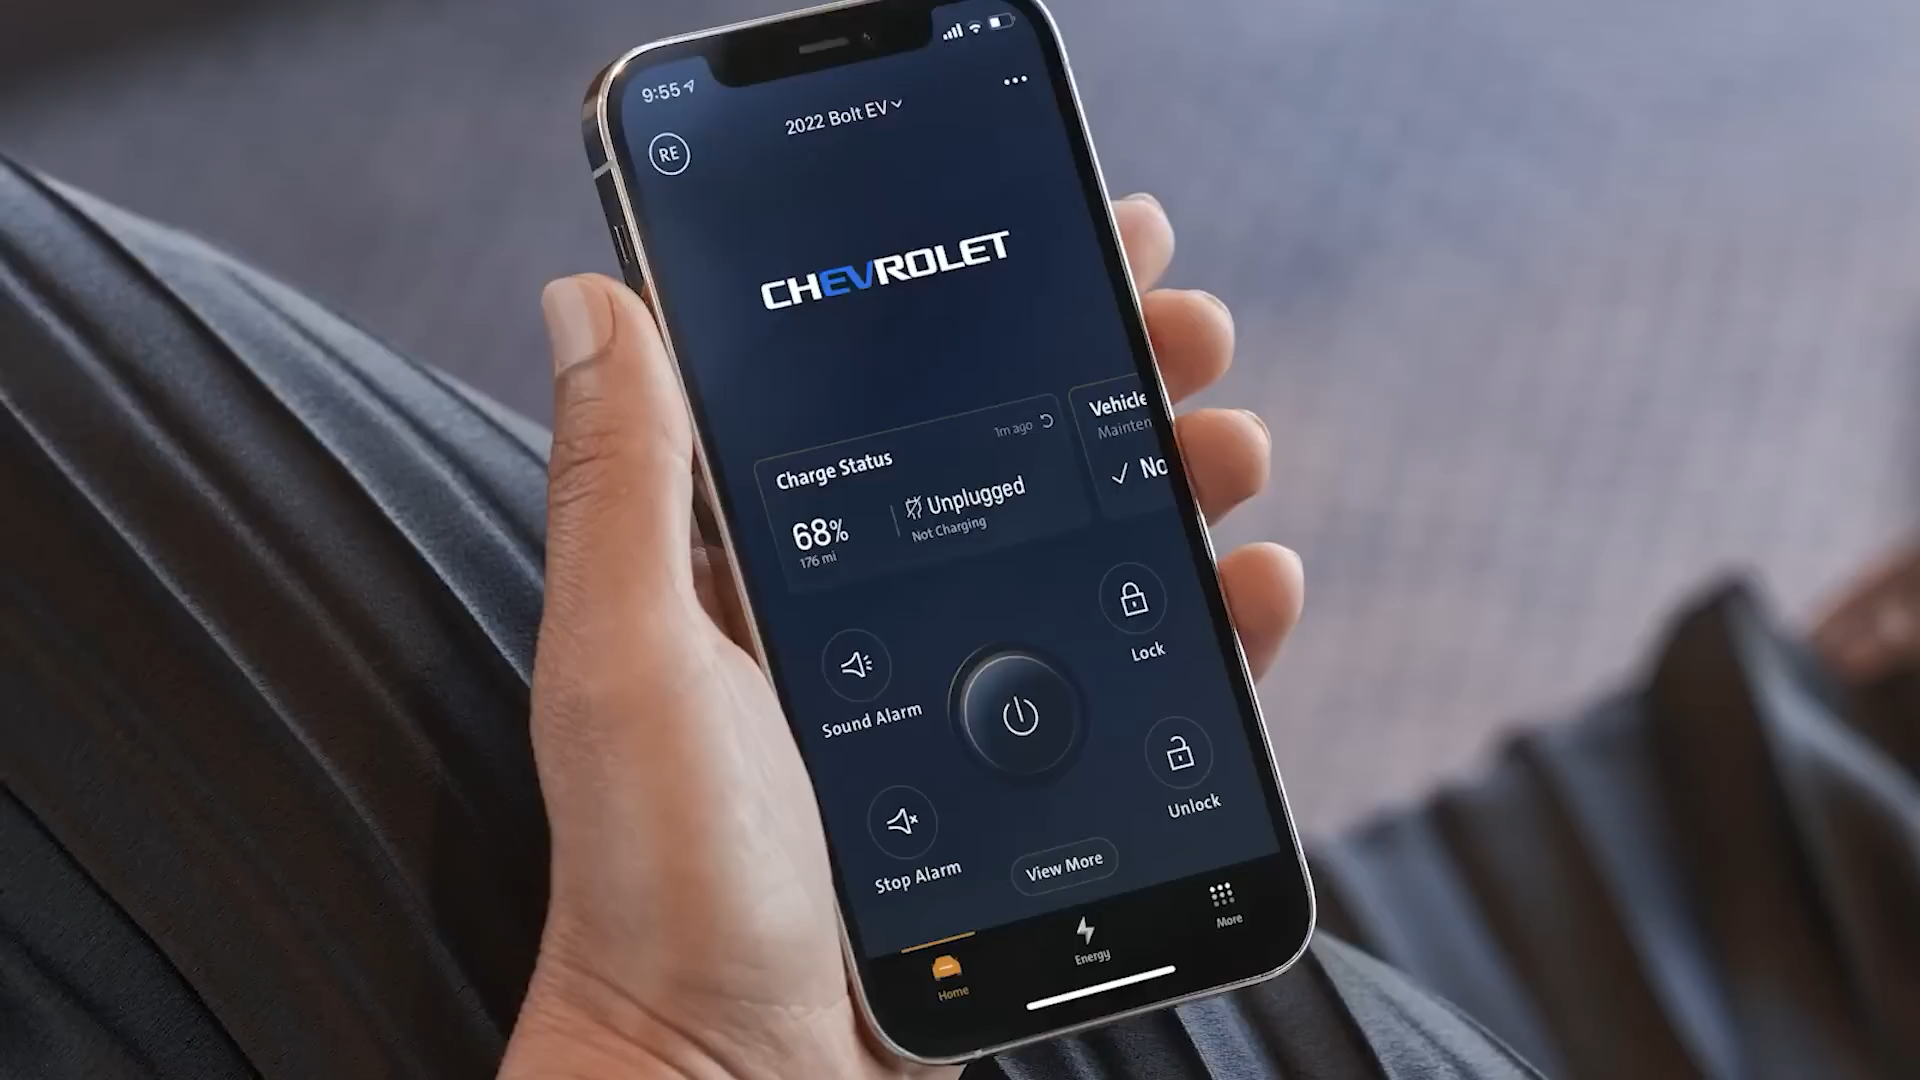 9:55
2022 Bolt EV
RE
CHEVROLET
Charge Status
1m ago
68%
176 mi
Unplugged
Not Charging
Vehicle
Mainten
No
Sound Alarm
Lock
Stop Alarm
Unlock
View More
Home
Energy
More